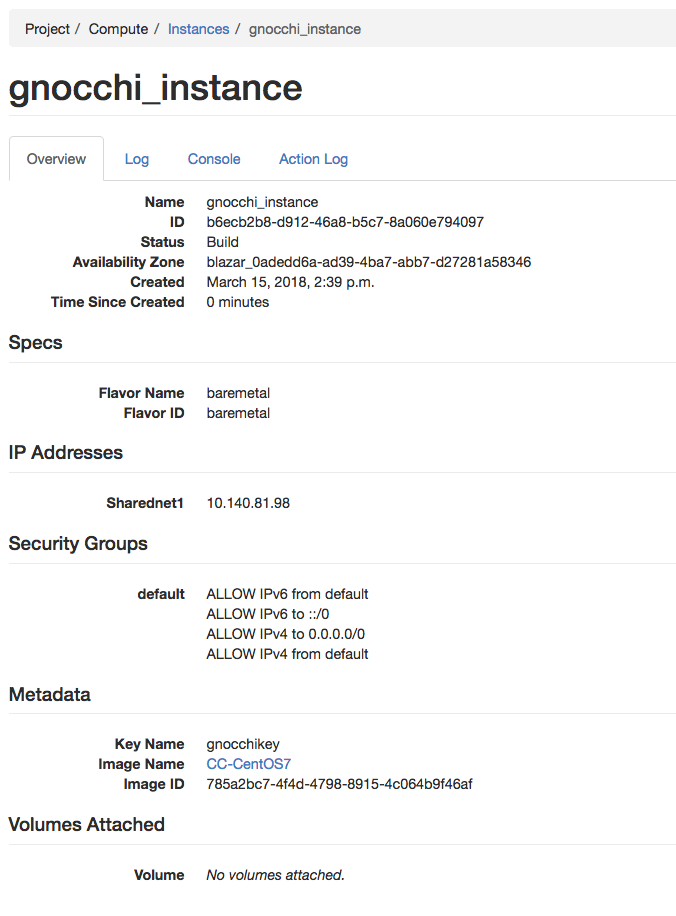 Project / Compute / Instances / gnocchi_instance
gnocchi_instance
Overview Log Console Action Log
Name gnocchi_instance
ID b6ecb2b8-d912-46a8-b5c7-8a060e794097
Status Build
Availability Zone blazar_0adedd6a-ad39-4ba7-abb7-d27281a58346
Created March 15, 2018, 2:39 p.m.
Time Since Created 0 minutes
Specs
Flavor Name baremetal
Flavor ID baremetal
IP Addresses
Sharednet1 10.140.81.98
Security Groups
default ALLOW IPv6 from default
ALLOW IPv6 to ::/0
ALLOW IPv4 to 0.0.0.0/0
ALLOW IPv4 from default
Metadata
Key Name gnocchikey
Image Name CC-CentOS7
Image ID 785a2bc7-4f4d-4798-8915-4c064b9f46af
Volumes Attached
Volume No volumes attached.